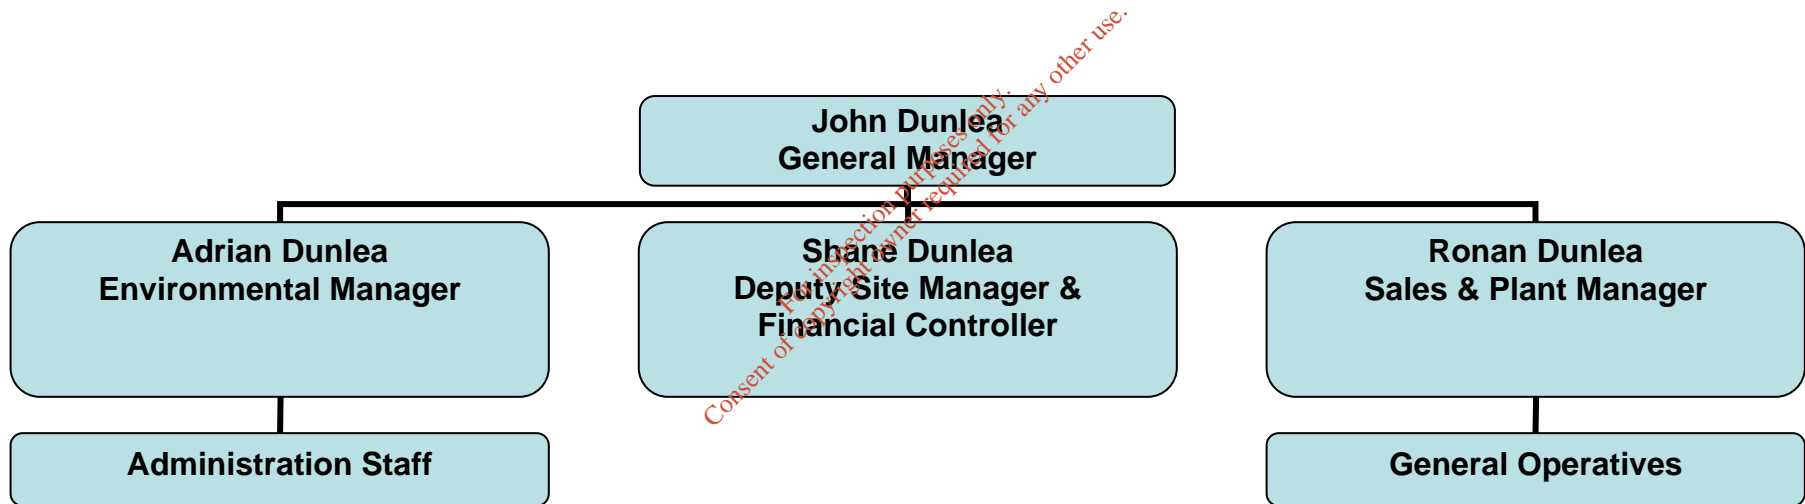 John Dunlea
General Manager
Adrian Dunlea
Environmental Manager
Shane Dunlea
Deputy Site Manager &
Financial Controller
Ronan Dunlea
Sales & Plant Manager
Administration Staff
General Operatives
For inspection purposes only.
Consent of copyright owner required for any other use.